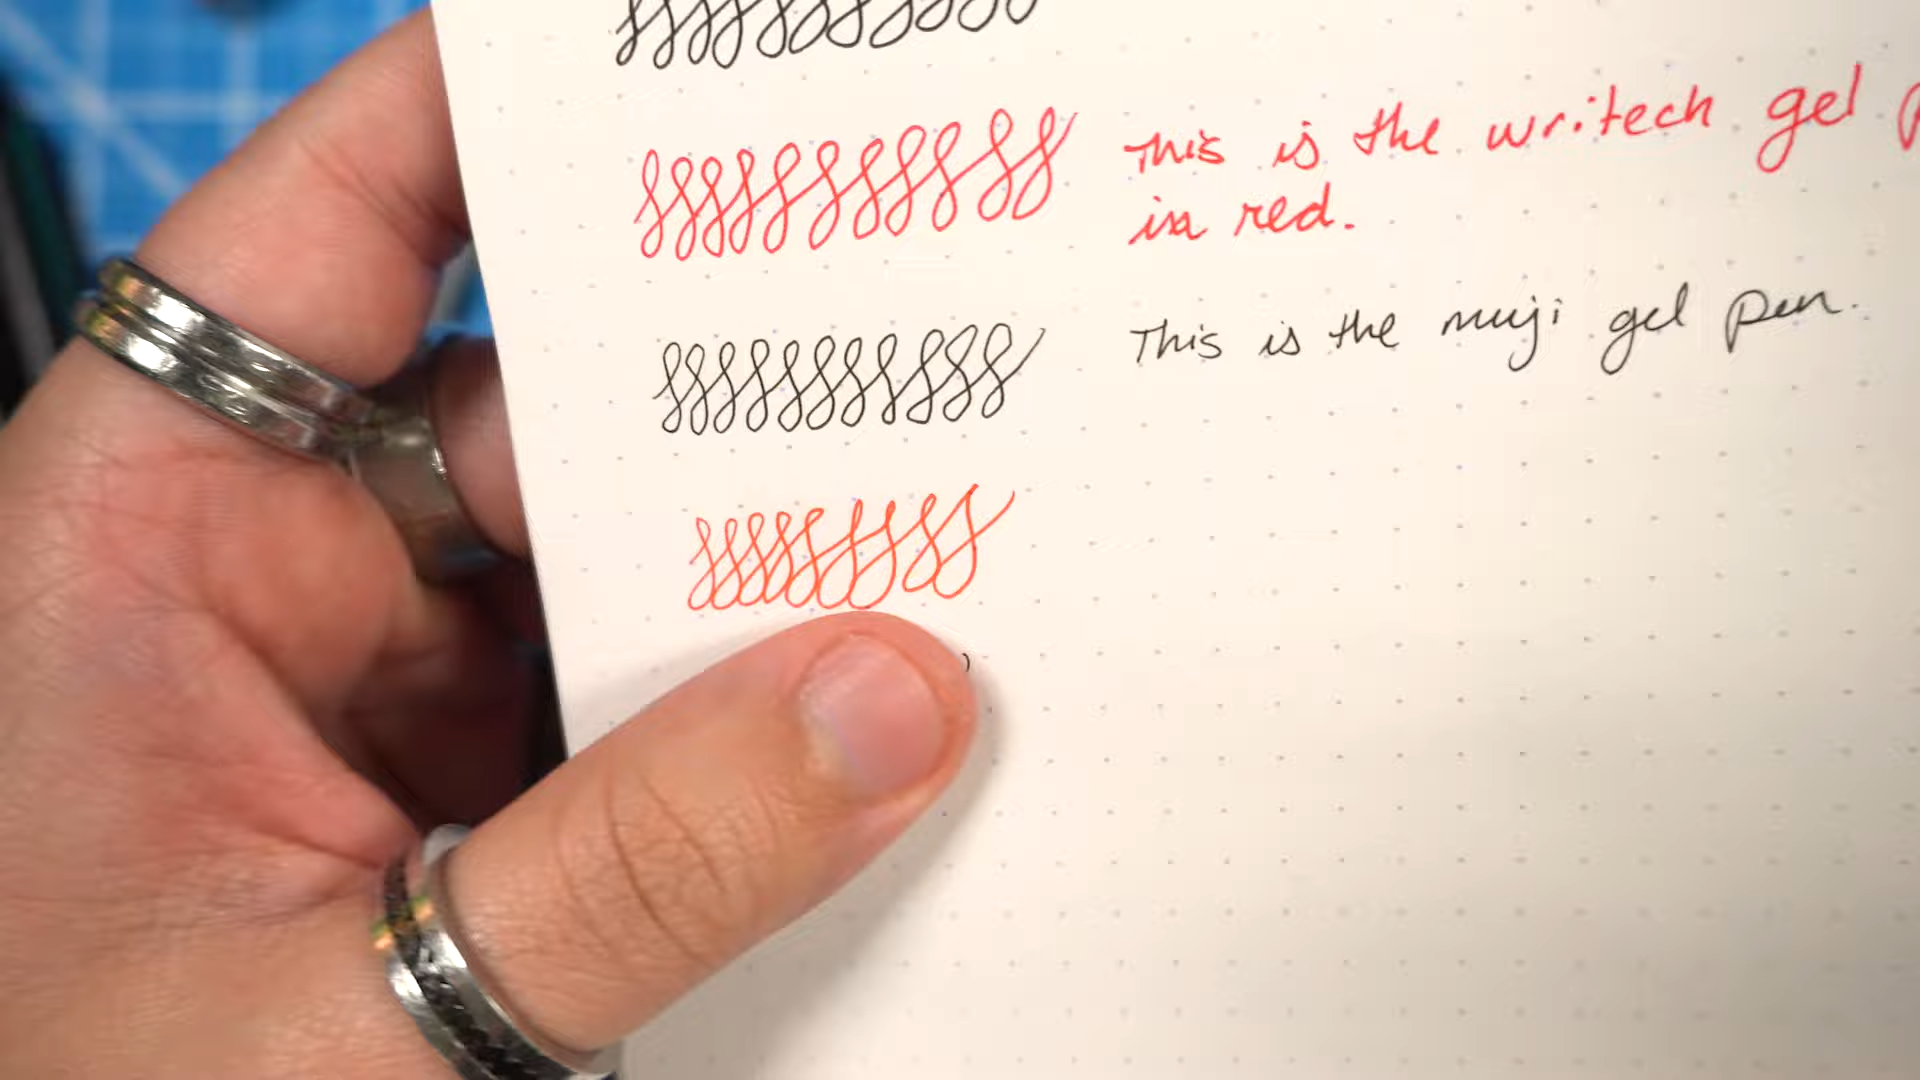 This is the writech gel
in red.
This is the muji gel pen.